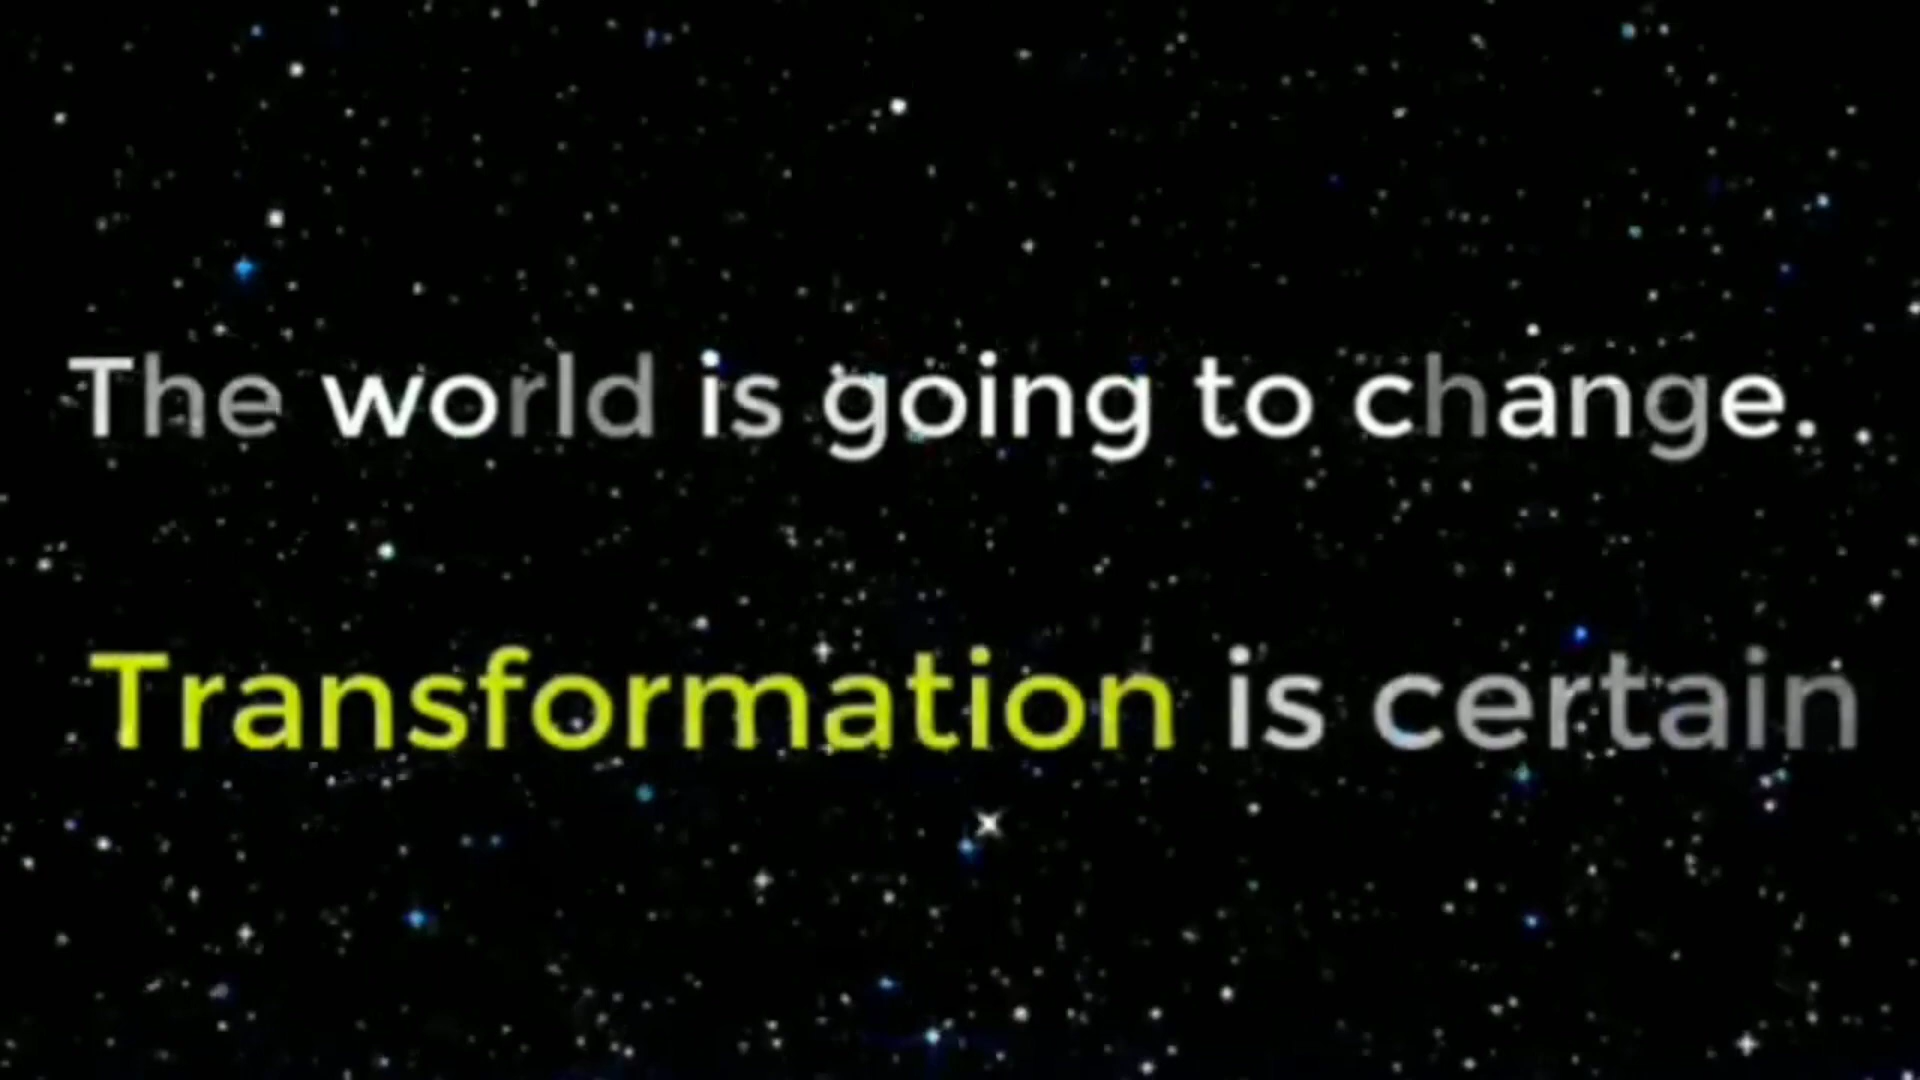 The world is going to change.
Transformation is certain